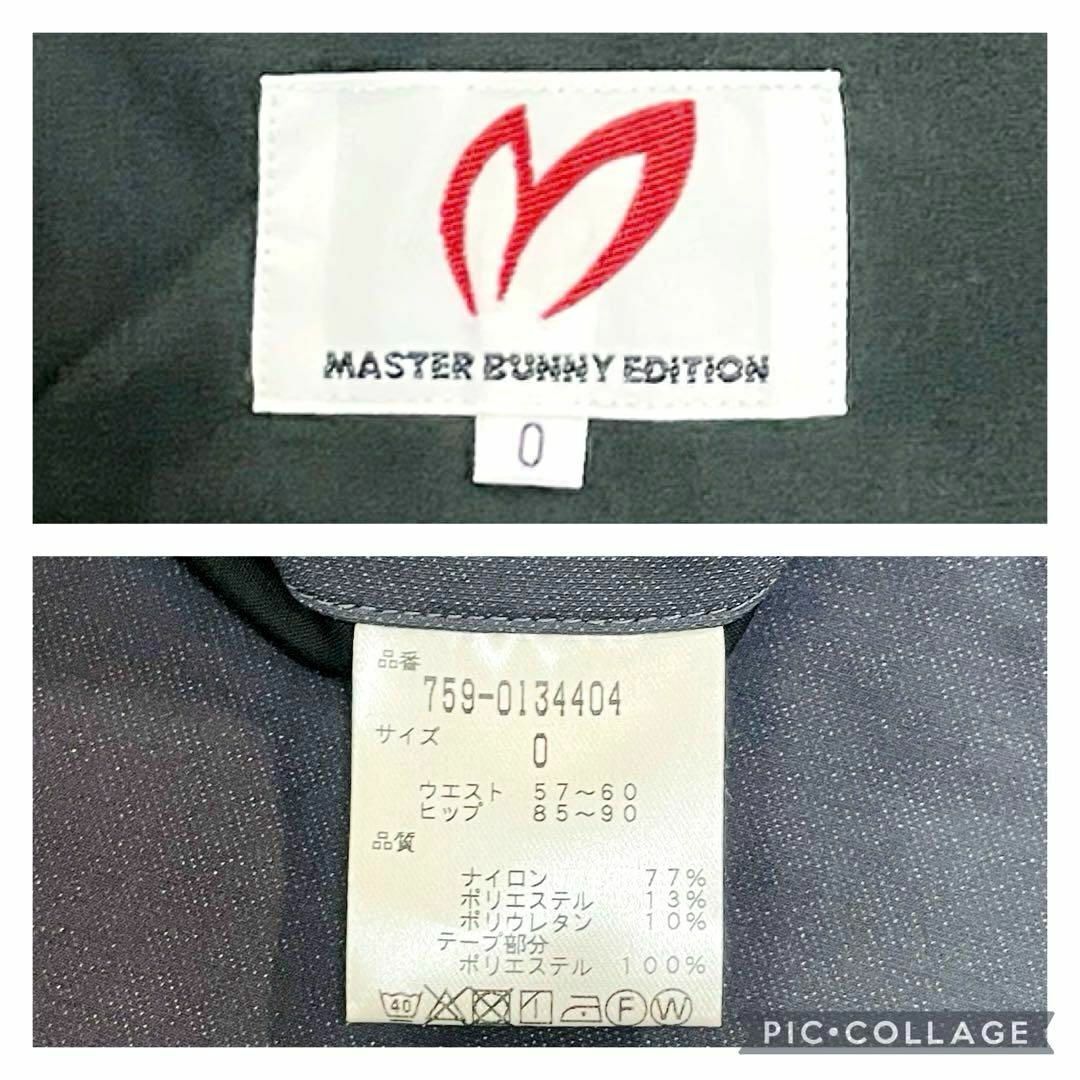 MASTER BUNNY EDITION
0
品番
759-0134404
サイズ
0
ウエスト 57〜60
ヒップ 85〜90
品質
ナイロン 77%
ポリエステル 13%
ポリウレタン 10%
テープ部分
ポリエステル 100%
40 F W
PIC•COLLAGE